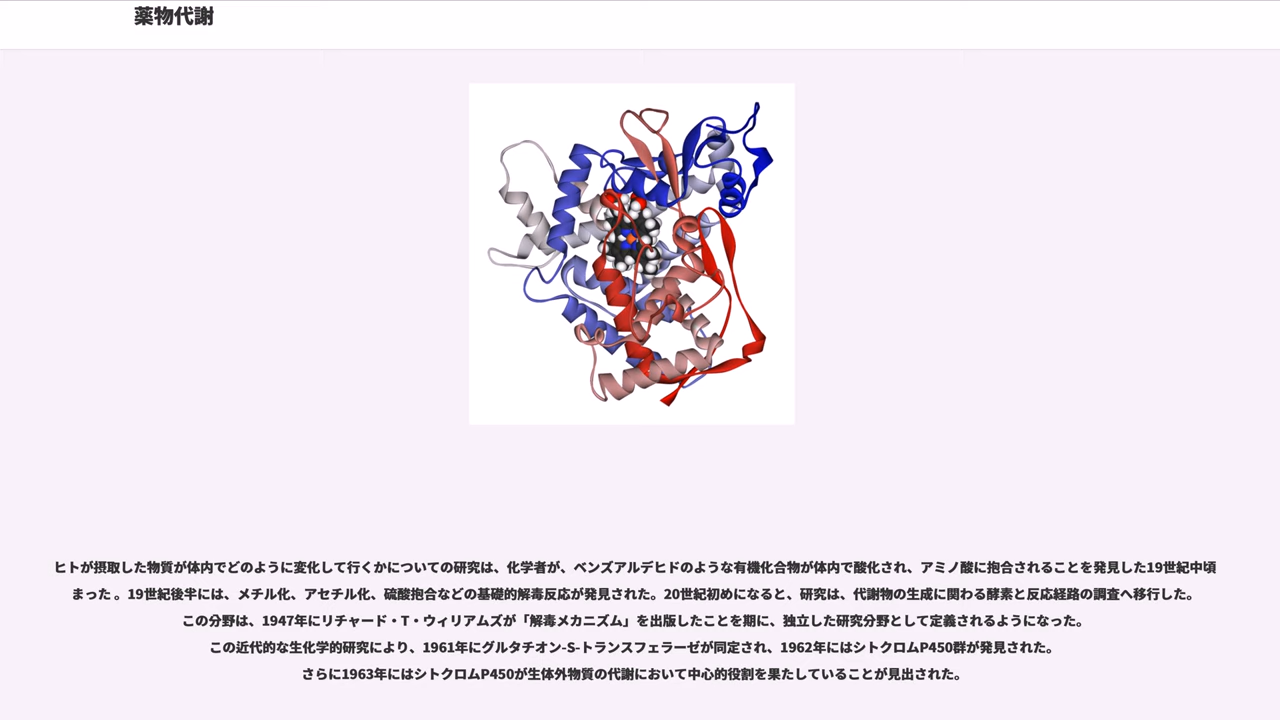 薬物代謝
ヒトが摂取した物質が体内でどのように変化して行くかについての研究は、化学者が、ベンズアルデヒドのような有機化合物が体内で酸化され、アミノ酸に抱合されることを発見した19世紀中頃
まった 。19世紀後半には、メチル化、アセチル化、硫酸抱合などの基礎的解毒反応が発見された。20世紀初めになると、研究は、代謝物の生成に関わる酵素と反応経路の調査へ移行した。
この分野は、1947年にリチャード・T・ウィリアムズが「解毒メカニズム」を出版したことを期に、独立した研究分野として定義されるようになった。
この近代的な生化学的研究により、1961年にグルタチオン-S-トランスフェラーゼが同定され、1962年にはシトクロムP450群が発見された。
さらに1963年にはシトクロムP450が生体外物質の代謝において中心的役割を果たしていることが見出された。